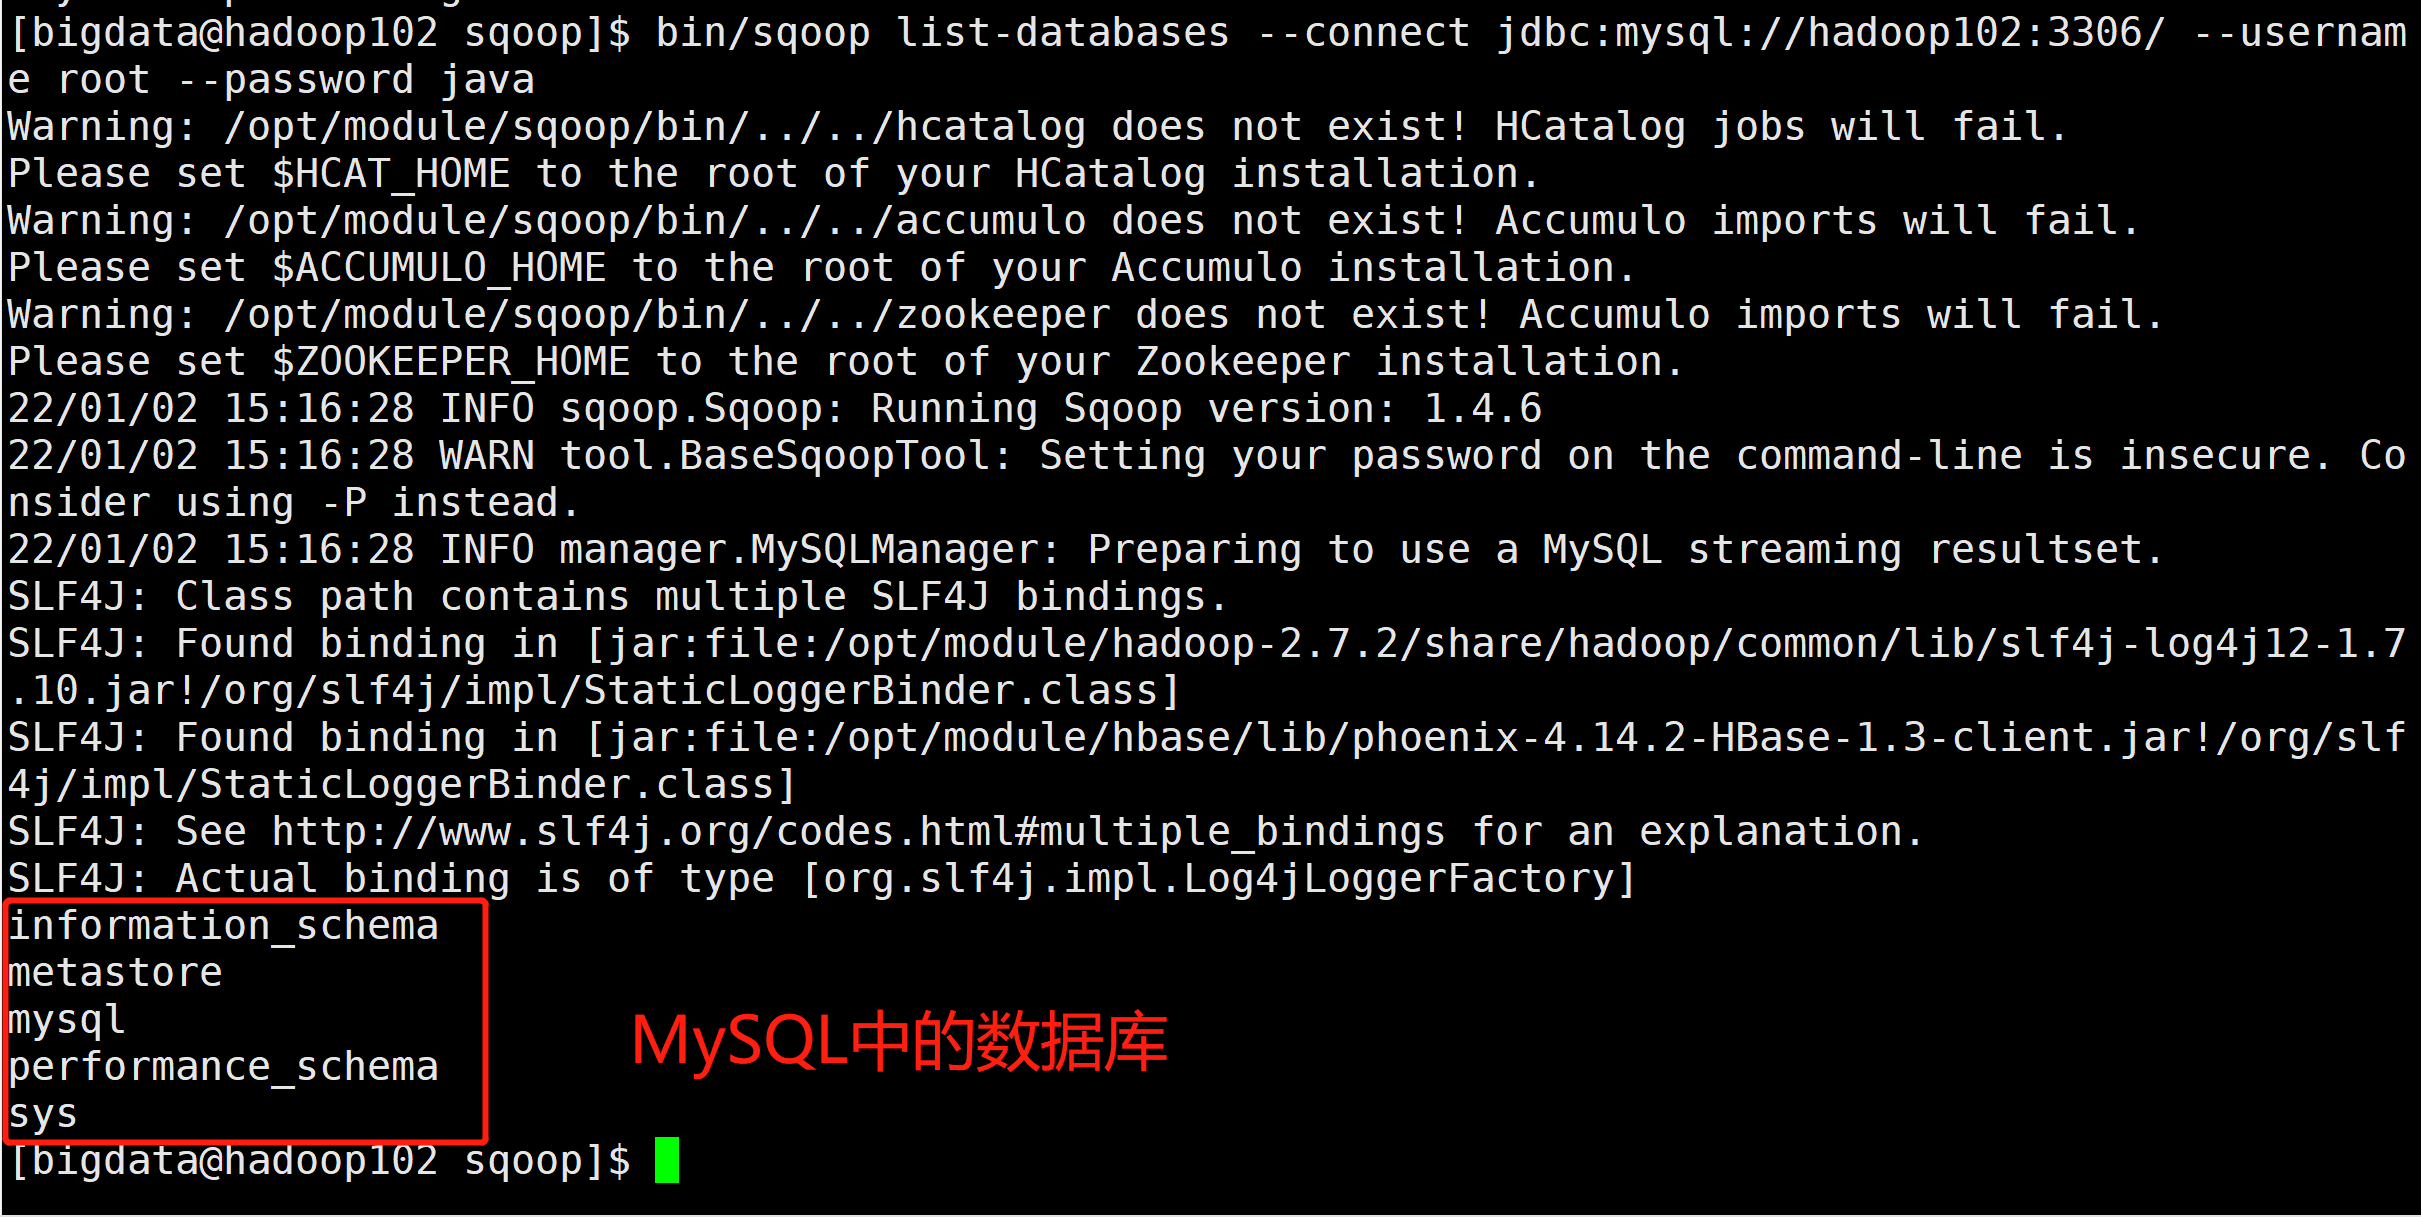 [bigdata@hadoop102 sqoop]$ bin/sqoop list-databases --connect jdbc:mysql://hadoop102:3306/ --usernam
e root --password java
Warning: /opt/module/sqoop/bin/../../hcatalog does not exist! HCatalog jobs will fail.
Please set $HCAT_HOME to the root of your HCatalog installation.
Warning: /opt/module/sqoop/bin/../../accumulo does not exist! Accumulo imports will fail.
Please set $ACCUMULO_HOME to the root of your Accumulo installation.
Warning: /opt/module/sqoop/bin/../../zookeeper does not exist! Accumulo imports will fail.
Please set $ZOOKEEPER_HOME to the root of your Zookeeper installation.
22/01/02 15:16:28 INFO sqoop.Sqoop: Running Sqoop version: 1.4.6
22/01/02 15:16:28 WARN tool.BaseSqoopTool: Setting your password on the command-line is insecure. Co
nsider using -P instead.
22/01/02 15:16:28 INFO manager.MySQLManager: Preparing to use a MySQL streaming resultset.
SLF4J: Class path contains multiple SLF4J bindings.
SLF4J: Found binding in [jar:file:/opt/module/hadoop-2.7.2/share/hadoop/common/lib/slf4j-log4j12-1.7
.10.jar!/org/slf4j/impl/StaticLoggerBinder.class]
SLF4J: Found binding in [jar:file:/opt/module/hbase/lib/phoenix-4.14.2-HBase-1.3-client.jar!/org/slf
4j/impl/StaticLoggerBinder.class]
SLF4J: See http://www.slf4j.org/codes.html#multiple_bindings for an explanation.
SLF4J: Actual binding is of type [org.slf4j.impl.Log4jLoggerFactory]
information_schema
metastore
mysql
MySQL中的数据库
performance_schema
sys
[bigdata@hadoop102 sqoop]$